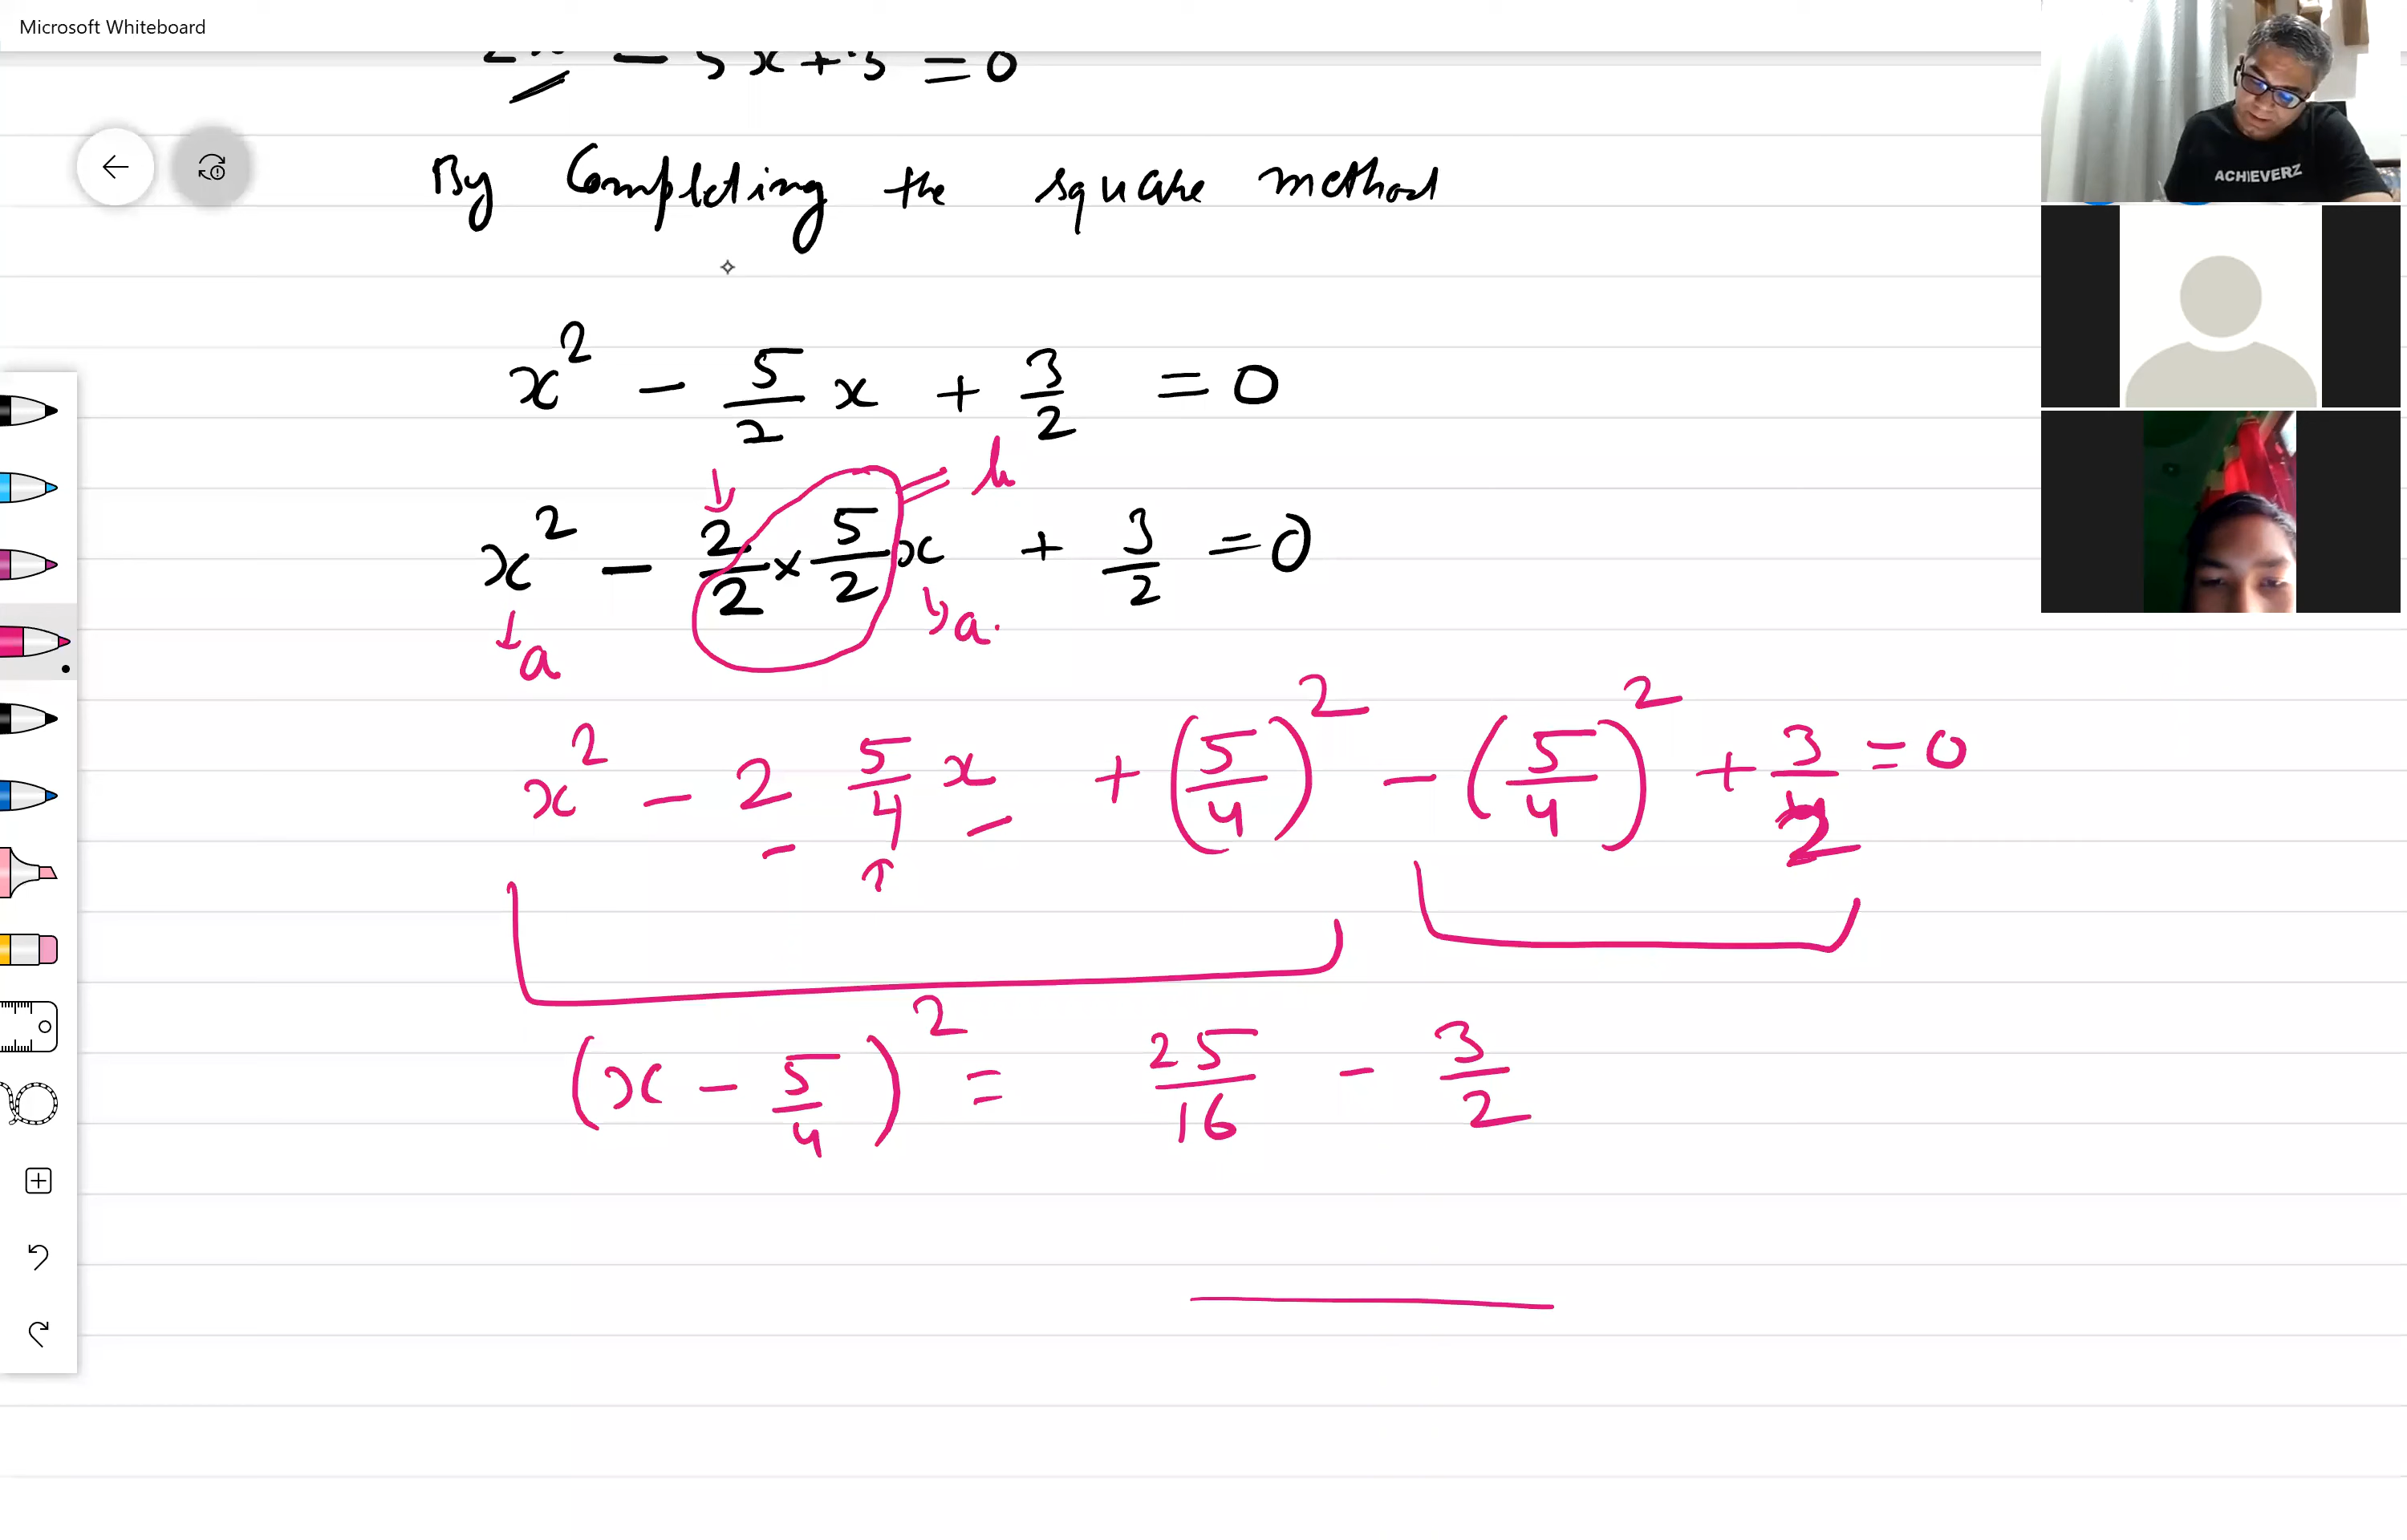 Microsoft Whiteboard
- 5x + 3 = 0
By Completing the square method
ACHIEVERZ
x² - 5/2 x + 3/2 = 0
b
x² - 2/2 × 5/2 x + 3/2 = 0
a a.
x² - 2 5/4 x + (5/4)² - (5/4)² + 3/2 = 0
(x - 5/4)² = 25/16 - 3/2